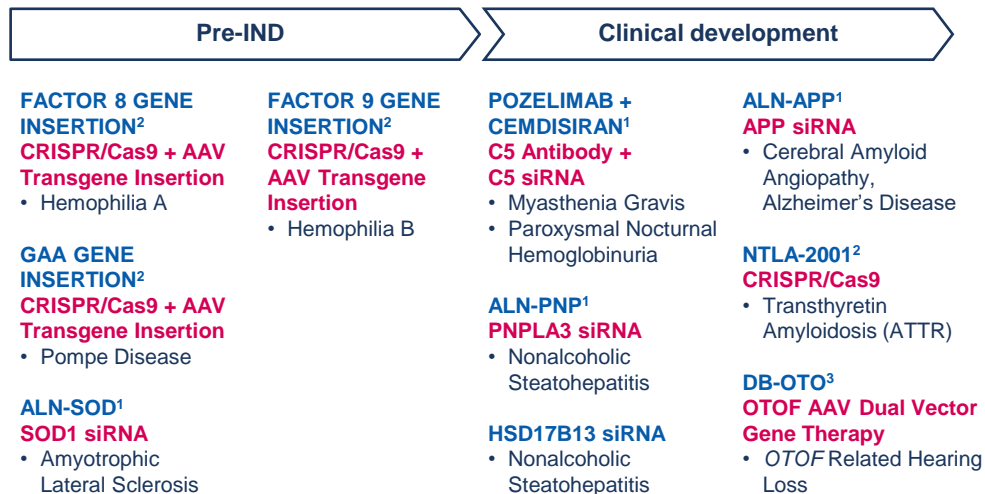 Pre-IND
Clinical development
FACTOR 8 GENE
INSERTION²
CRISPR/Cas9 + AAV
Transgene Insertion
• Hemophilia A
GAA GENE
INSERTION²
CRISPR/Cas9 + AAV
Transgene Insertion
• Pompe Disease
ALN-SOD¹
SOD1 siRNA
• Amyotrophic
Lateral Sclerosis
FACTOR 9 GENE
INSERTION²
CRISPR/Cas9 +
AAV Transgene
Insertion
• Hemophilia B
POZELIMAB +
CEMDISIRAN¹
C5 Antibody +
C5 siRNA
• Myasthenia Gravis
• Paroxysmal Nocturnal
Hemoglobinuria
ALN-PNP¹
PNPLA3 siRNA
• Nonalcoholic
Steatohepatitis
HSD17B13 siRNA
• Nonalcoholic
Steatohepatitis
ALN-APP¹
APP siRNA
• Cerebral Amyloid
Angiopathy,
Alzheimer's Disease
NTLA-2001²
CRISPR/Cas9
• Transthyretin
Amyloidosis (ATTR)
DB-OTO³
OTOF AAV Dual Vector
Gene Therapy
• OTOF Related Hearing
Loss